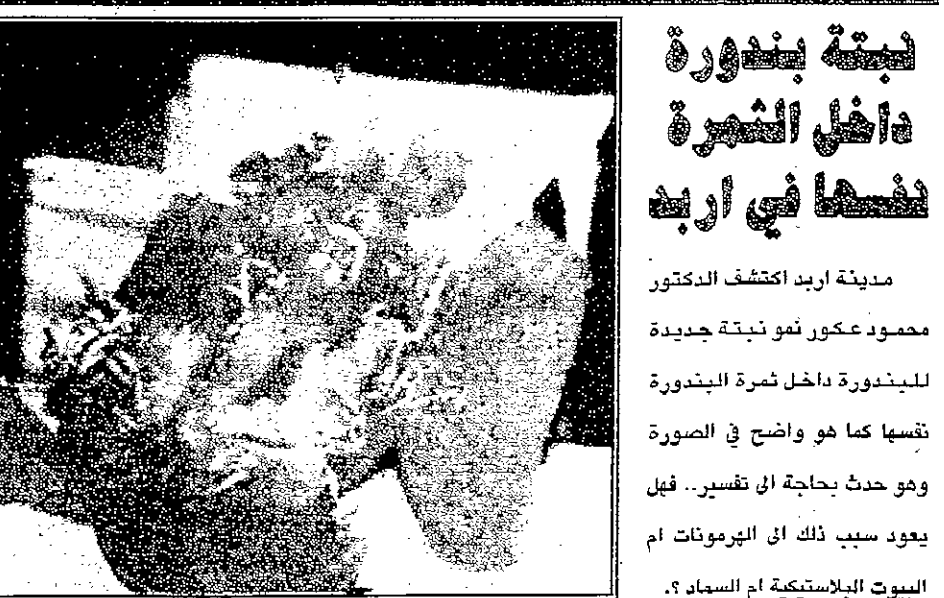 نبتة بندورة
داخل الثمرة
نفسها في اربد
مدينة اربد اكتشف الدكتور
محمود عكور نمو نبتة جديدة
للبندورة داخل ثمرة البندورة
نفسها كما هو واضح في الصورة
وهو حدث بحاجة الى تفسير.. فهل
يعود سبب ذلك الى الهرمونات ام
البيوت البلاستيكية ام السماد ؟.